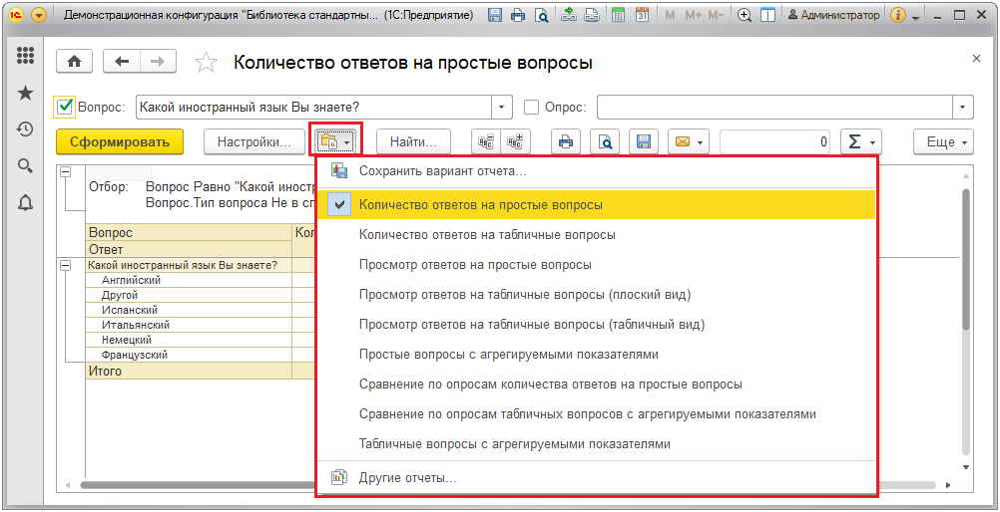 Демонстрационная конфигурация "Библиотека стандартны... (1С:Предприятие)
M M+ M-
Администратор
Количество ответов на простые вопросы
Вопрос: Какой иностранный язык Вы знаете? Опрос:
Сформировать Настройки... Найти... 0 Σ Еще
Сохранить вариант отчета...
Отбор: Вопрос Равно "Какой иност
Вопрос.Тип вопроса Не в сп
Количество ответов на простые вопросы
Количество ответов на табличные вопросы
Просмотр ответов на простые вопросы
Просмотр ответов на табличные вопросы (плоский вид)
Просмотр ответов на табличные вопросы (табличный вид)
Простые вопросы с агрегируемыми показателями
Сравнение по опросам количества ответов на простые вопросы
Сравнение по опросам табличных вопросов с агрегируемыми показателями
Табличные вопросы с агрегируемыми показателями
Другие отчеты...
Вопрос Кол
Ответ
Какой иностранный язык Вы знаете?
Английский
Другой
Испанский
Итальянский
Немецкий
Французский
Итого